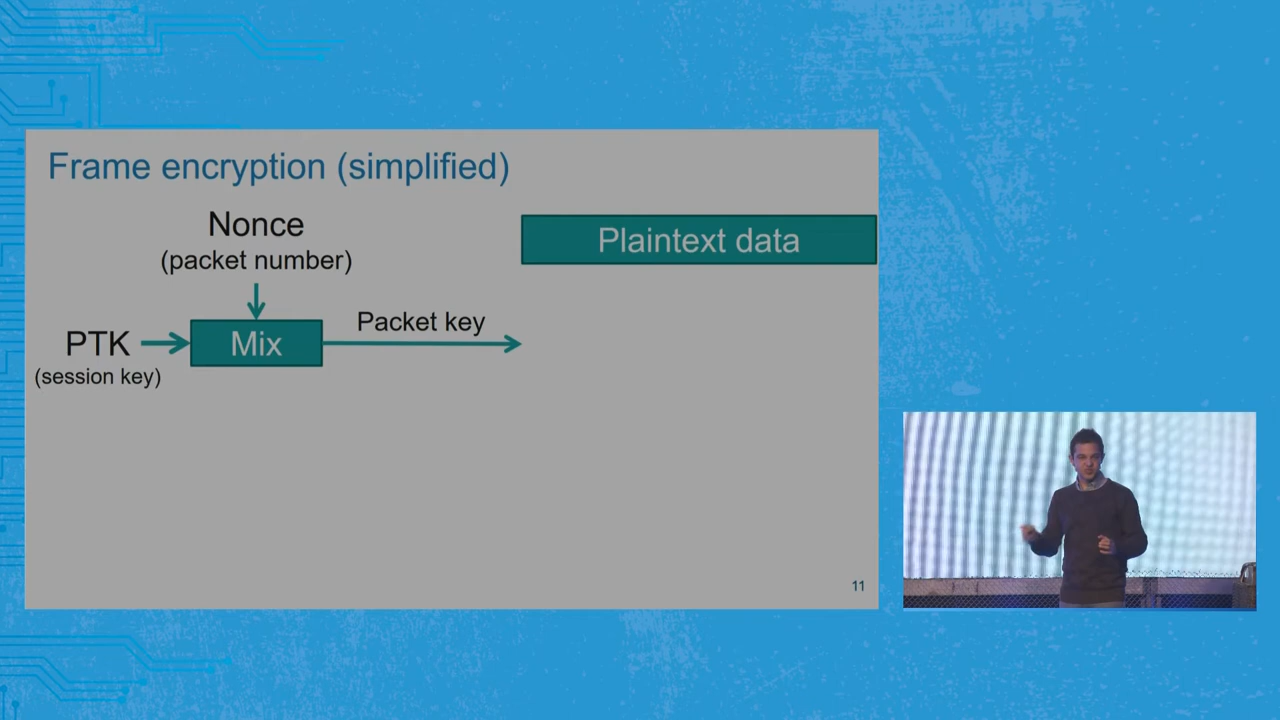 Frame encryption (simplified)
Nonce
(packet number)
Plaintext data
Packet key
PTK
Mix
(session key)
11